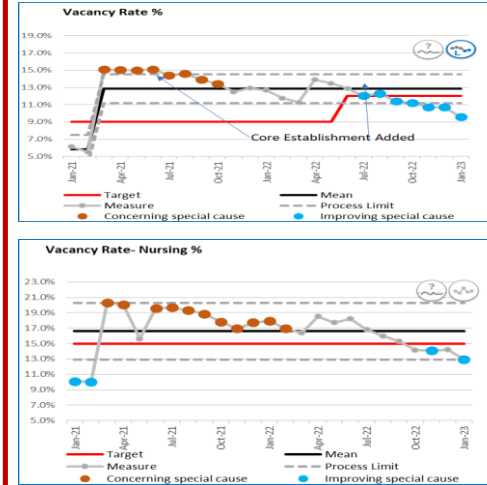 Vacancy Rate %
19.0%
17.0%
15.0%
13.0%
11.0%
9.0%
7.0%
5.0%
?
L
Core Establishment Added
Jan-21
Apr-21
Jul-21
Oct-21
Jan-22
Apr-22
Jul-22
Oct-22
Jan-23
Target
Mean
Measure
Process Limit
Concerning special cause
Improving special cause
Vacancy Rate- Nursing %
23.0%
21.0%
19.0%
17.0%
15.0%
13.0%
11.0%
9.0%
7.0%
5.0%
?
Jan-21
Apr-21
Jul-21
Oct-21
Jan-22
Apr-22
Jul-22
Oct-22
Jan-23
Target
Mean
Measure
Process Limit
Concerning special cause
Improving special cause